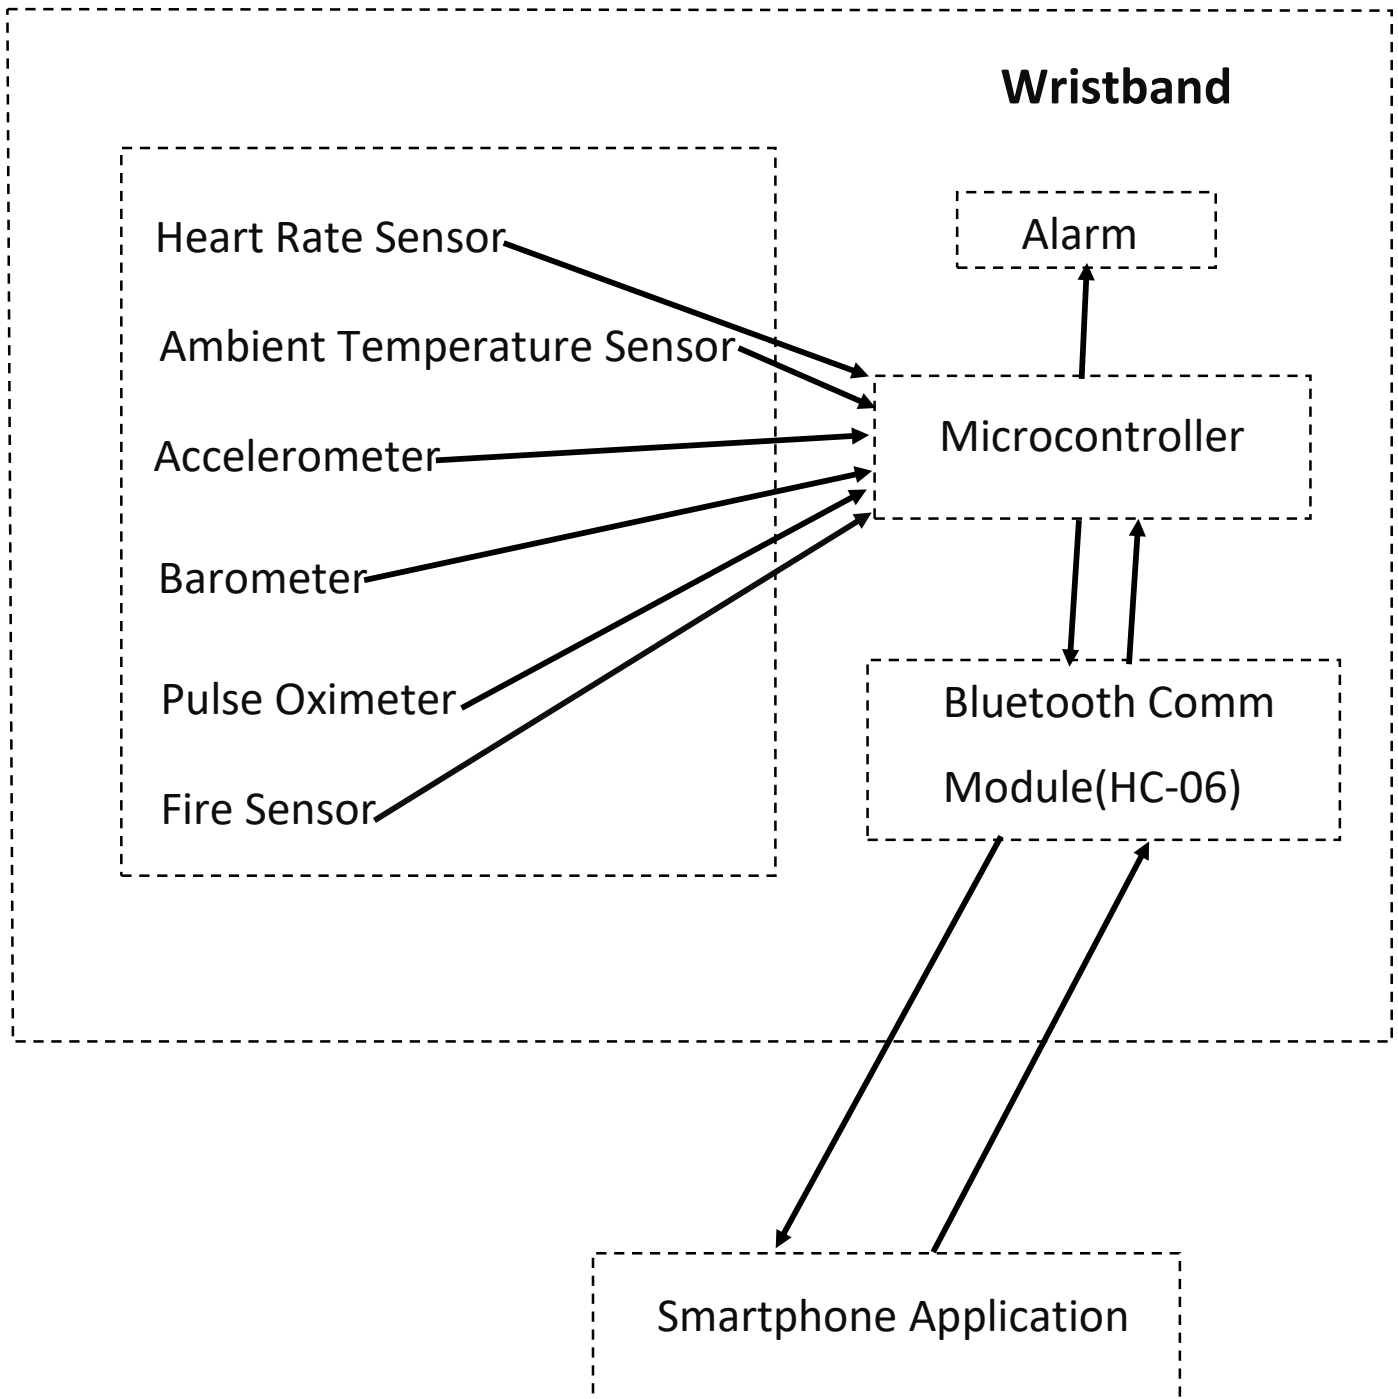 Wristband
Heart Rate Sensor
Ambient Temperature Sensor
Accelerometer
Barometer
Pulse Oximeter
Fire Sensor
Alarm
Microcontroller
Bluetooth Comm
Module(HC-06)
Smartphone Application